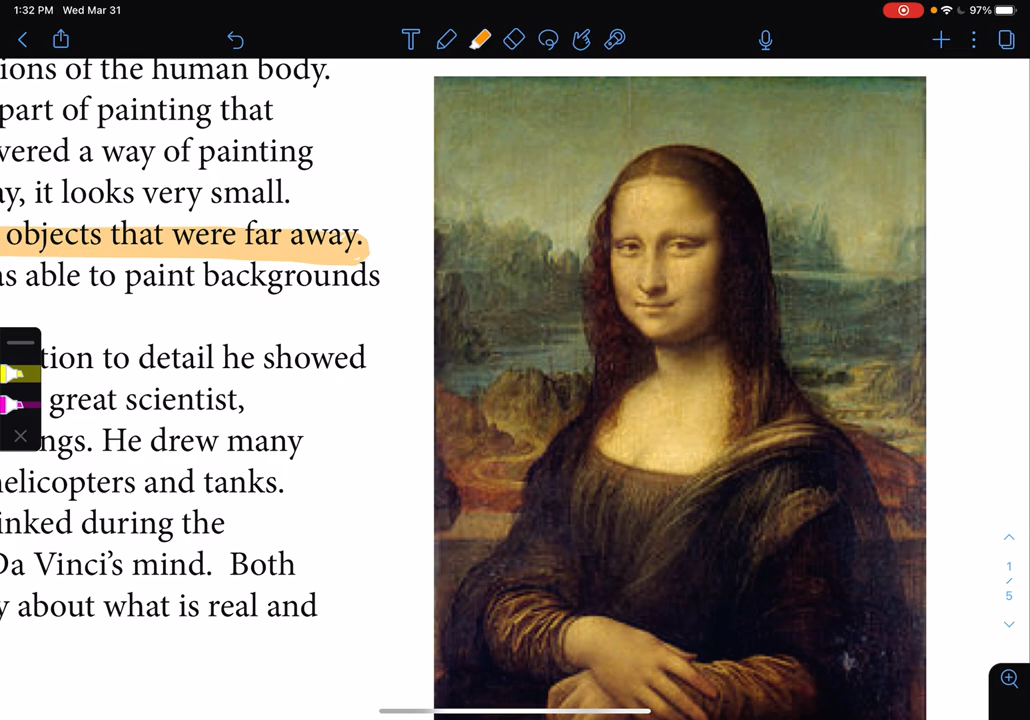 1:32 PM Wed Mar 31
97%
T
ions of the human body.
part of painting that
vered a way of painting
ay, it looks very small.
objects that were far away.
as able to paint backgrounds
tion to detail he showed
great scientist,
ngs. He drew many
helicopters and tanks.
inked during the
Da Vinci's mind.  Both
y about what is real and
1
/
5